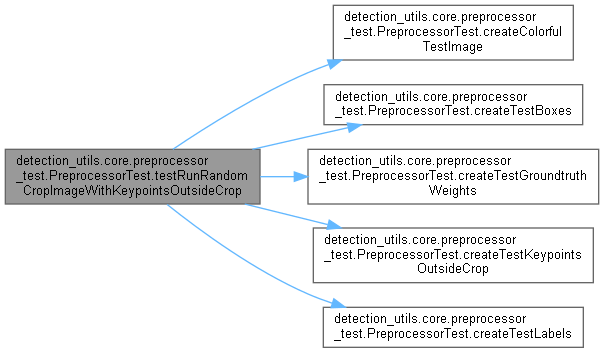 detection_utils.core.preprocessor
_test.PreprocessorTest.createColorful
TestImage
detection_utils.core.preprocessor
_test.PreprocessorTest.createTestBoxes
detection_utils.core.preprocessor
_test.PreprocessorTest.testRunRandom
_CropImageWithKeypointsOutsideCrop
detection_utils.core.preprocessor
_test.PreprocessorTest.createTestGroundtruth
Weights
detection_utils.core.preprocessor
_test.PreprocessorTest.createTestKeypoints
OutsideCrop
detection_utils.core.preprocessor
_test.PreprocessorTest.createTestLabels